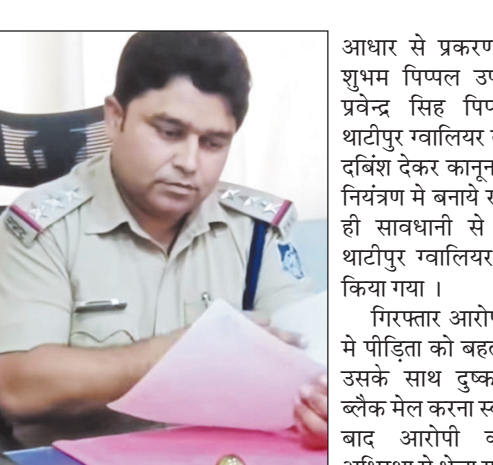 आधार से प्रकरण
शुभम पिप्पल उप
प्रवेन्द्र सिह पिप
थाटीपुर ग्वालियर
दबिंश देकर कानून
नियंत्रण मे बनाये
ही सावधानी से
थाटीपुर ग्वालियर
किया गया ।
गिरफ्तार आरोप
मे पीड़िता को बहल
उसके साथ दुष्क
ब्लैक मेल करना
बाद आरोपी